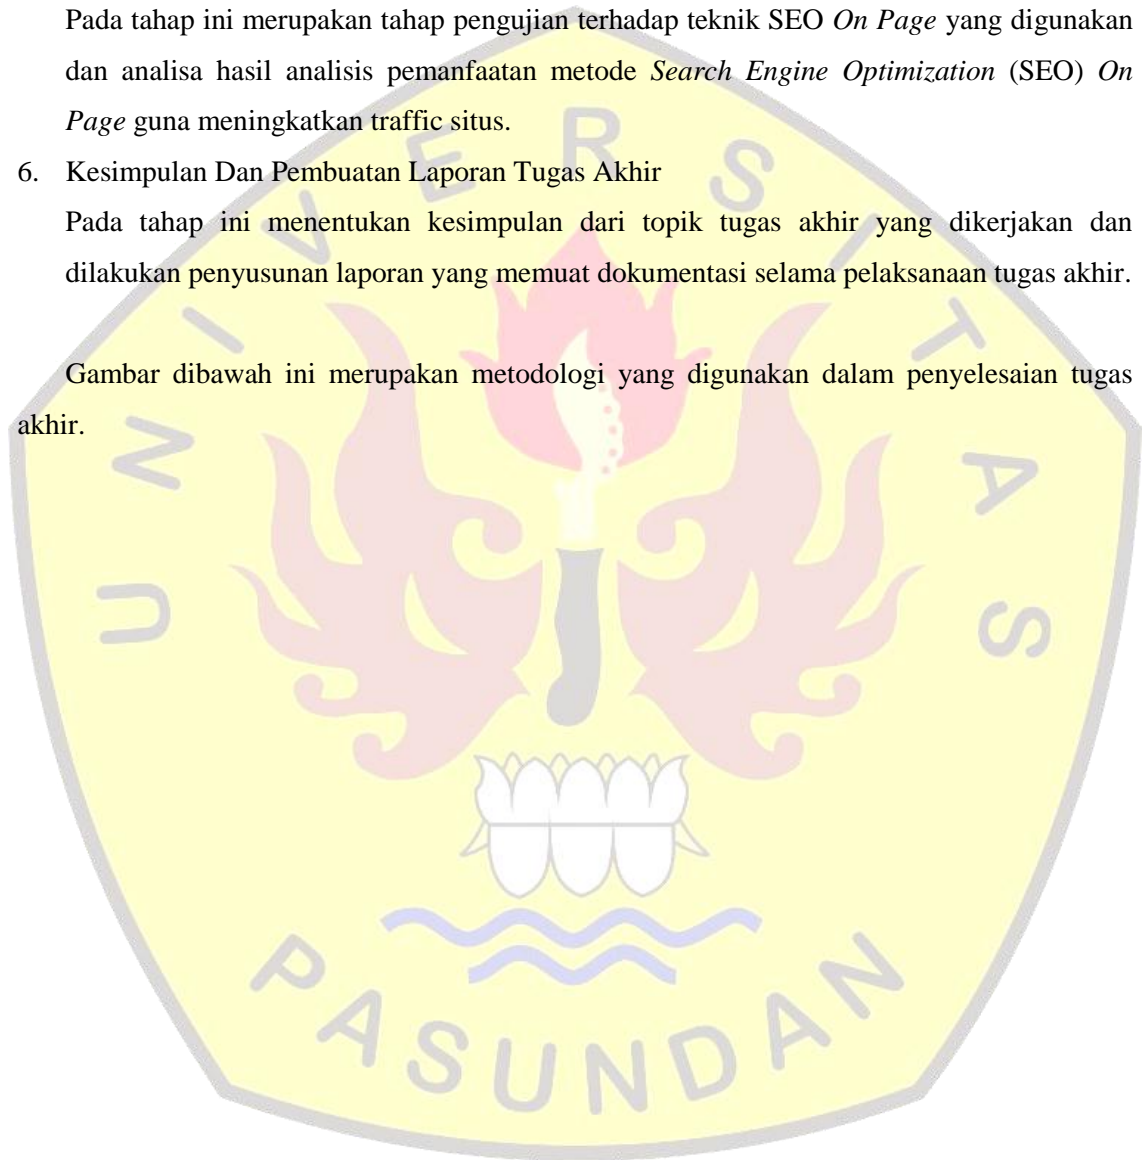 Pada tahap ini merupakan tahap pengujian terhadap teknik SEO On Page yang digunakan
dan analisa hasil analisis pemanfaatan metode Search Engine Optimization (SEO) On
Page guna meningkatkan traffic situs.
6. Kesimpulan Dan Pembuatan Laporan Tugas Akhir
Pada tahap ini menentukan kesimpulan dari topik tugas akhir yang dikerjakan dan
dilakukan penyusunan laporan yang memuat dokumentasi selama pelaksanaan tugas akhir.
Gambar dibawah ini merupakan metodologi yang digunakan dalam penyelesaian tugas
akhir.
UNIVERSITAS
PASUNDAN